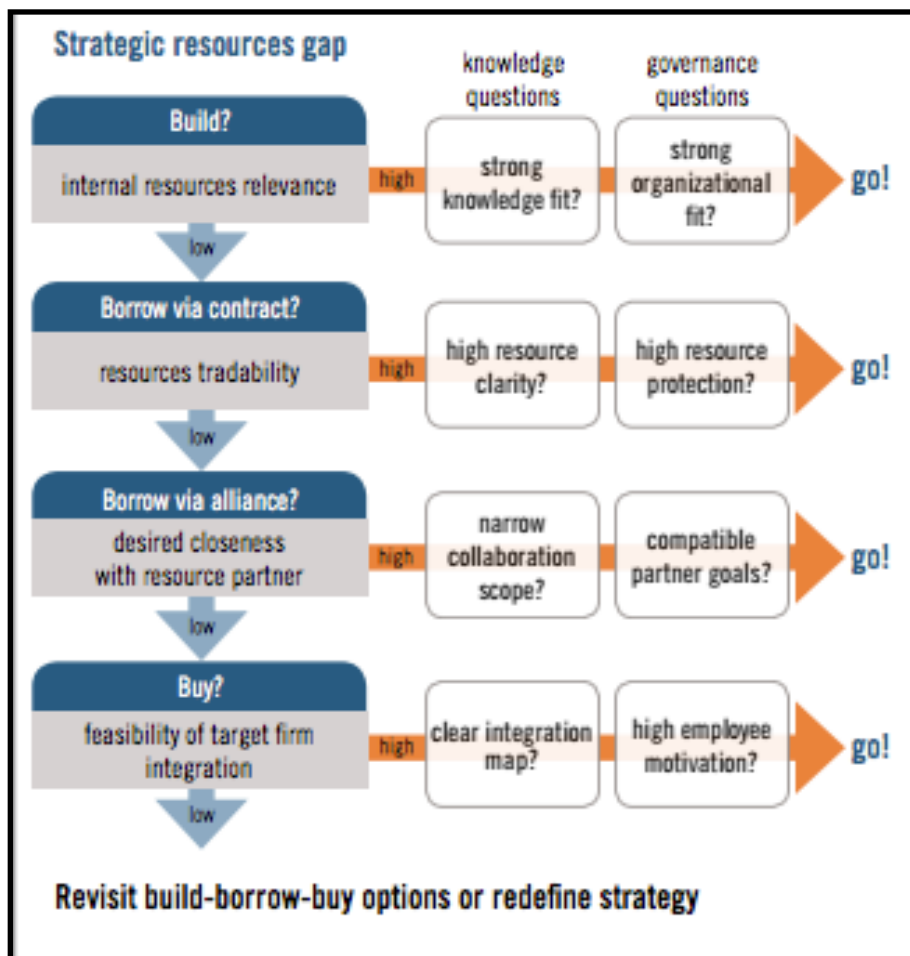 Strategic resources gap
knowledge
questions
governance
questions
Build?
internal resources relevance
high
strong
knowledge fit?
strong
organizational
fit?
go!
low
Borrow via contract?
resources tradability
high
high resource
clarity?
high resource
protection?
go!
low
Borrow via alliance?
desired closeness
with resource partner
high
narrow
collaboration
scope?
compatible
partner goals?
go!
low
Buy?
feasibility of target firm
integration
high
clear integration
map?
high employee
motivation?
go!
low
Revisit build-borrow-buy options or redefine strategy